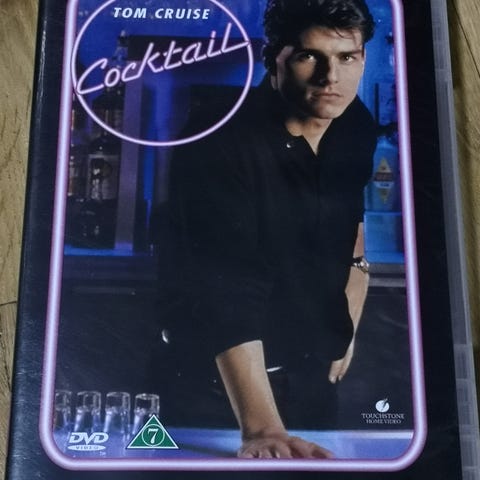 TOM CRUISE
Cocktail
TOUCHSTONE
HOME VIDEO
DVD
VIDEO
7